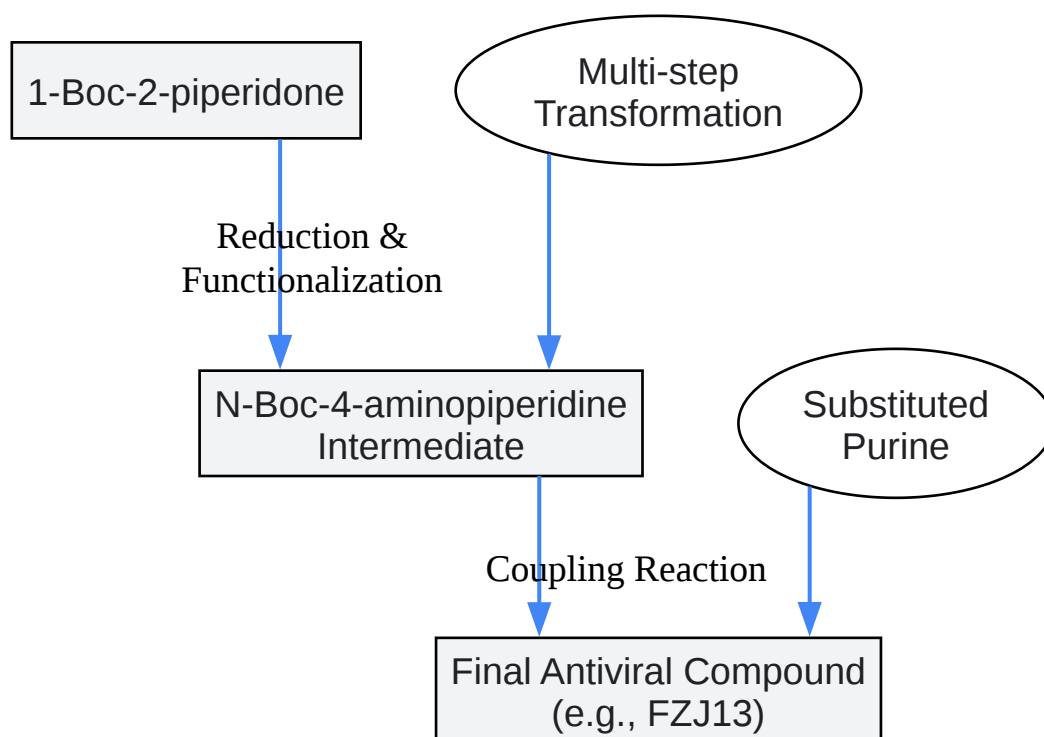 1-Boc-2-piperidone
Multi-step
Transformation
Reduction &
Functionalization
N-Boc-4-aminopiperidine
Intermediate
Substituted
Purine
Coupling Reaction
Final Antiviral Compound
(e.g., FZJ13)